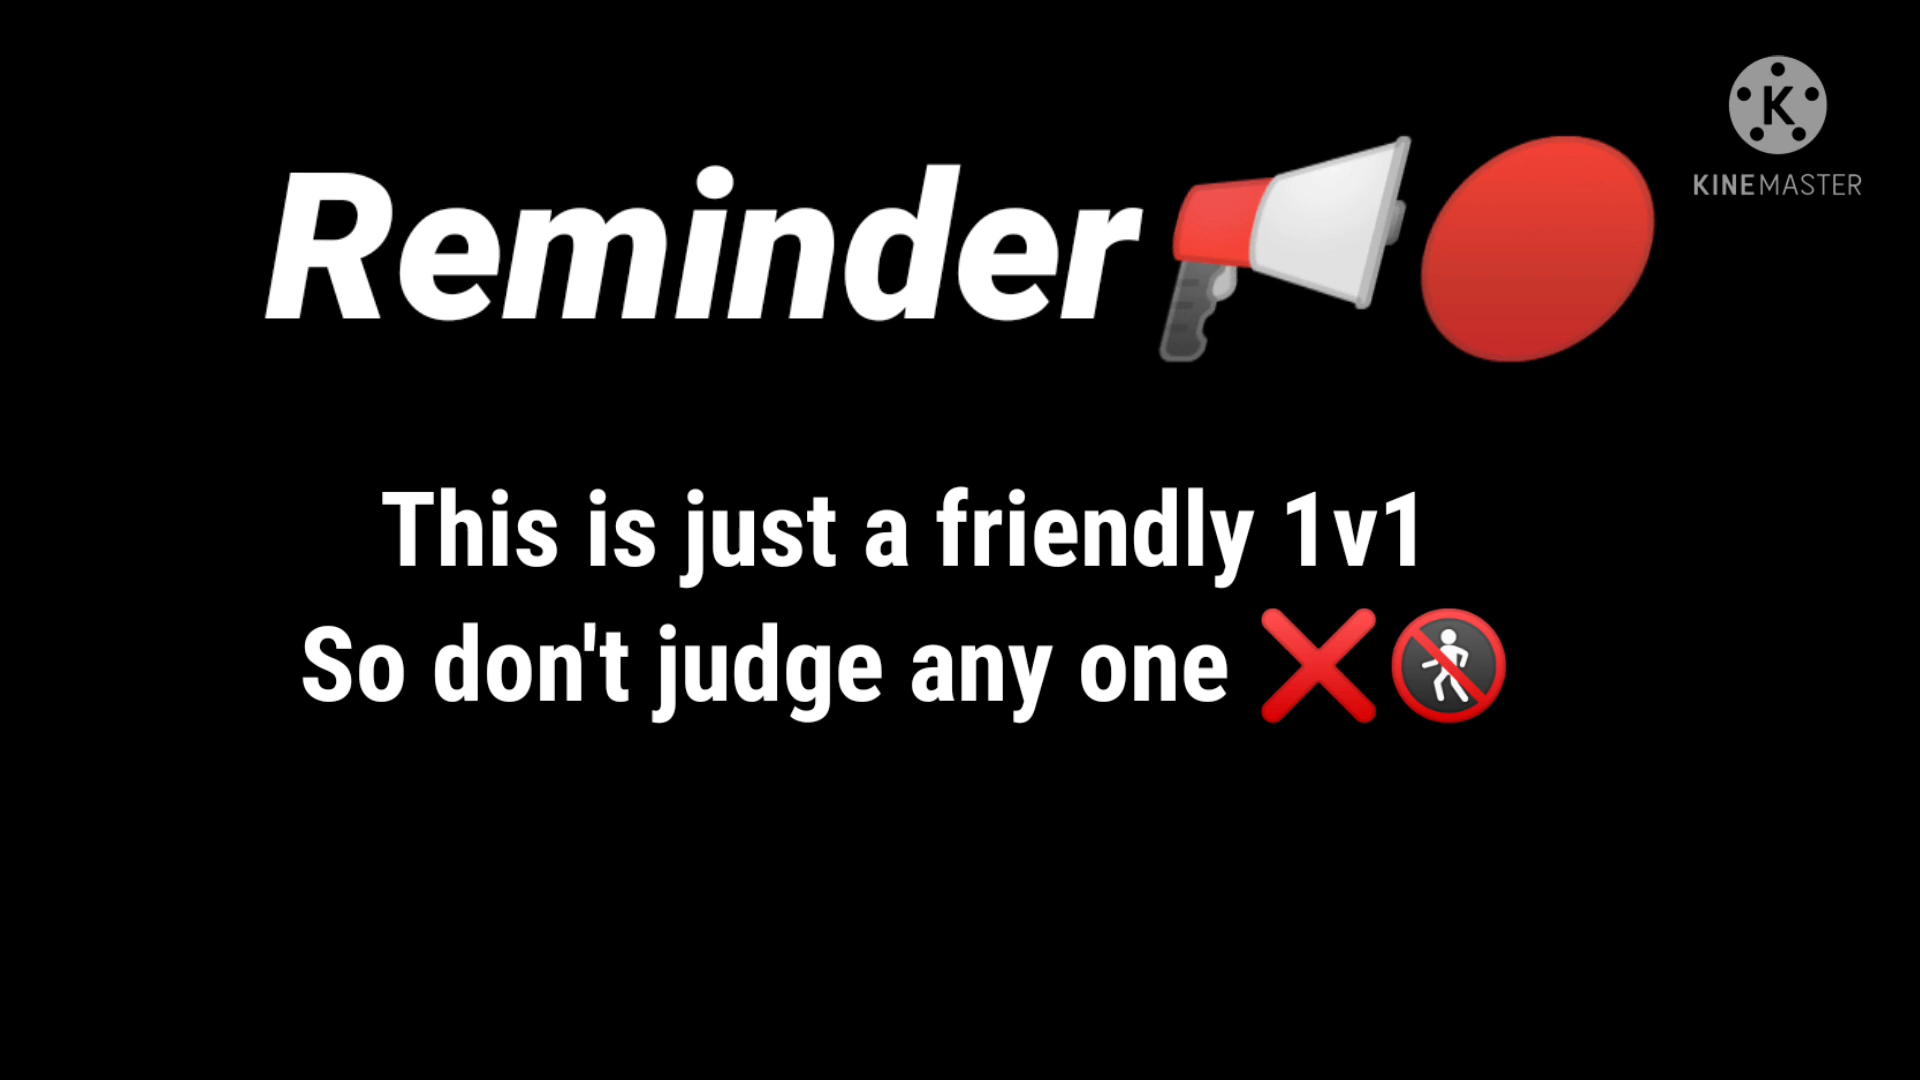 K
KINEMASTER
Reminder📢🔴
This is just a friendly 1v1
So don't judge any one ❌🚷